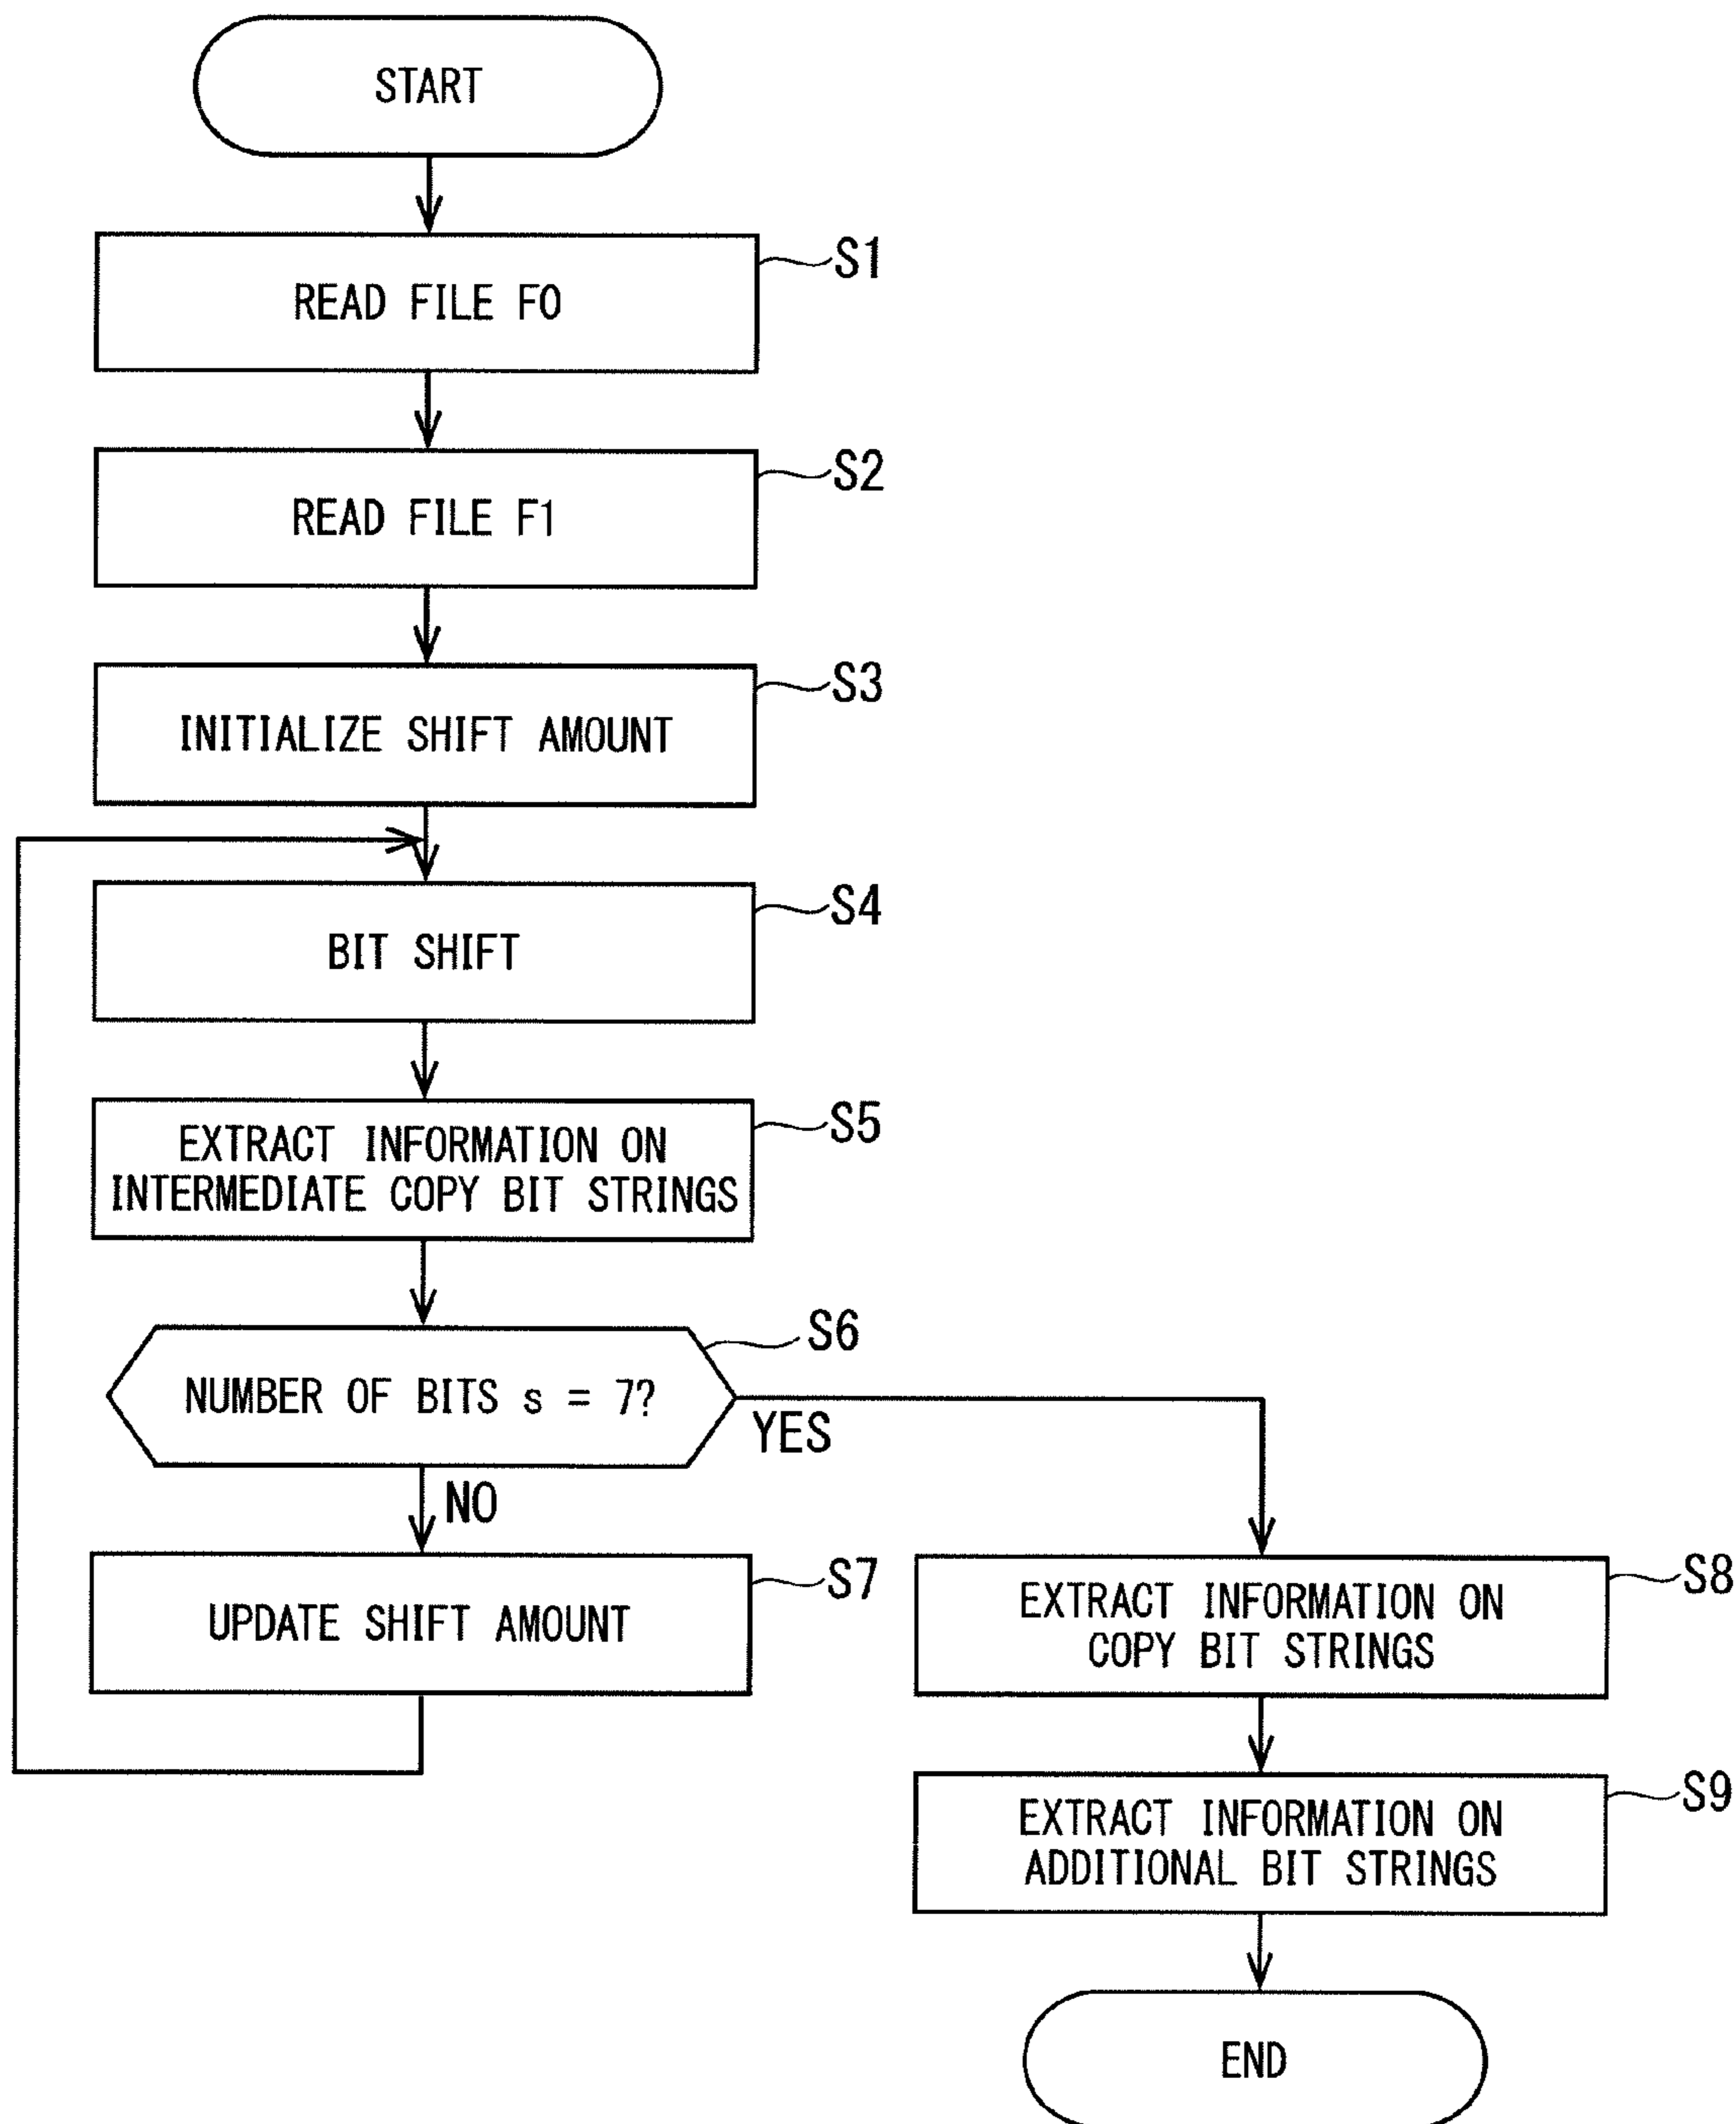 START
S1
READ FILE F0
S2
READ FILE F1
S3
INITIALIZE SHIFT AMOUNT
S4
BIT SHIFT
S5
EXTRACT INFORMATION ON
INTERMEDIATE COPY BIT STRINGS
S6
NUMBER OF BITS s = 7?
YES
NO
S7
UPDATE SHIFT AMOUNT
S8
EXTRACT INFORMATION ON
COPY BIT STRINGS
S9
EXTRACT INFORMATION ON
ADDITIONAL BIT STRINGS
END